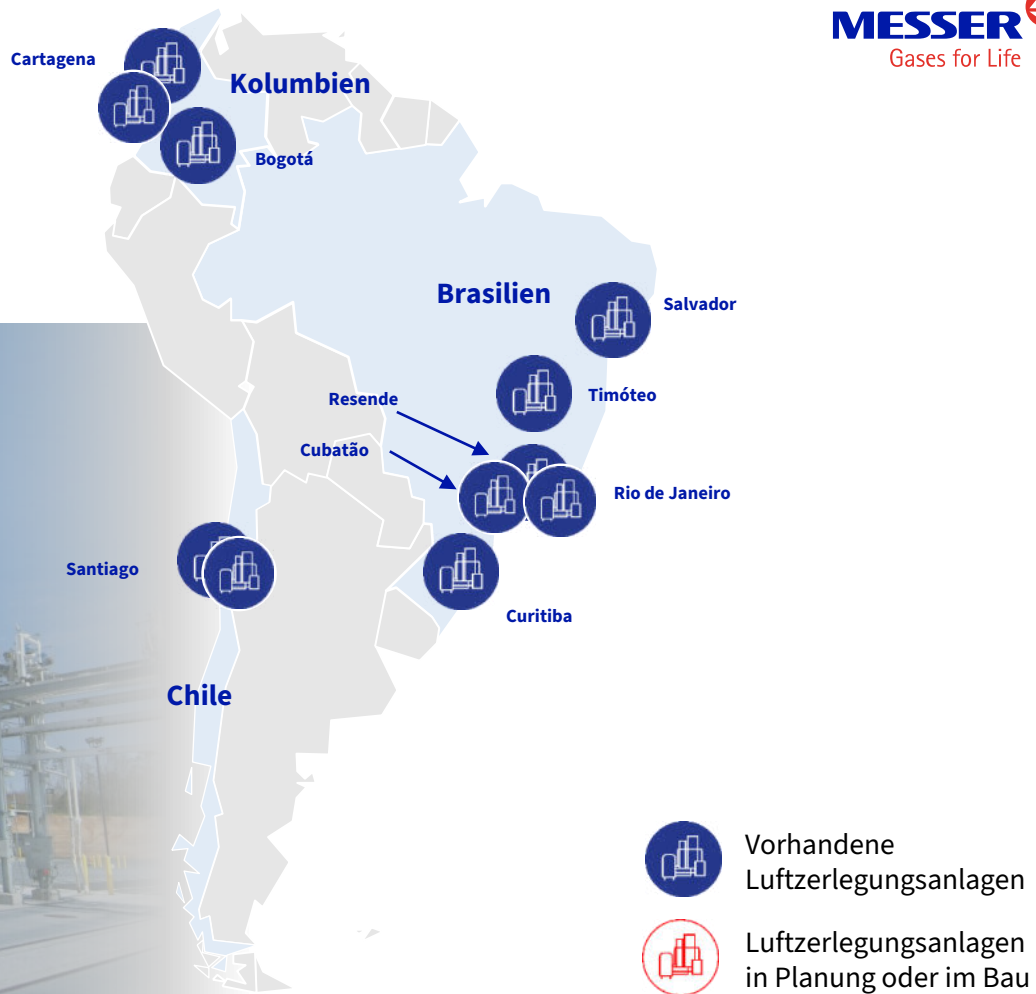 MESSER
Gases for Life
Cartagena
Kolumbien
Bogotá
Brasilien
Salvador
Resende
Timóteo
Cubatão
Rio de Janeiro
Santiago
Curitiba
Chile
Vorhandene
Luftzerlegungsanlagen
Luftzerlegungsanlagen
in Planung oder im Bau